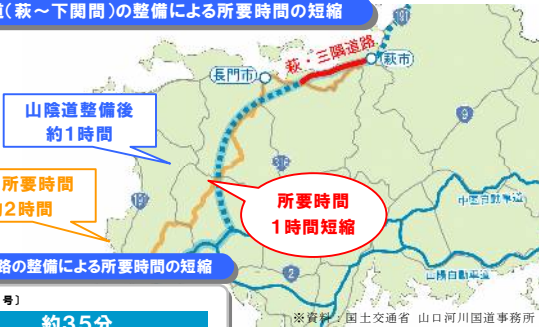 道(萩～下関間)の整備による所要時間の短縮
191
萩・三隅道路
長門市
萩市
山陰道整備後
約1時間
9
316
所要時間
約2時間
所要時間
1時間短縮
中国自動車道
路の整備による所要時間の短縮
2
山陽自動車道
号〕
約35分
※資料：国土交通省 山口河川国道事務所